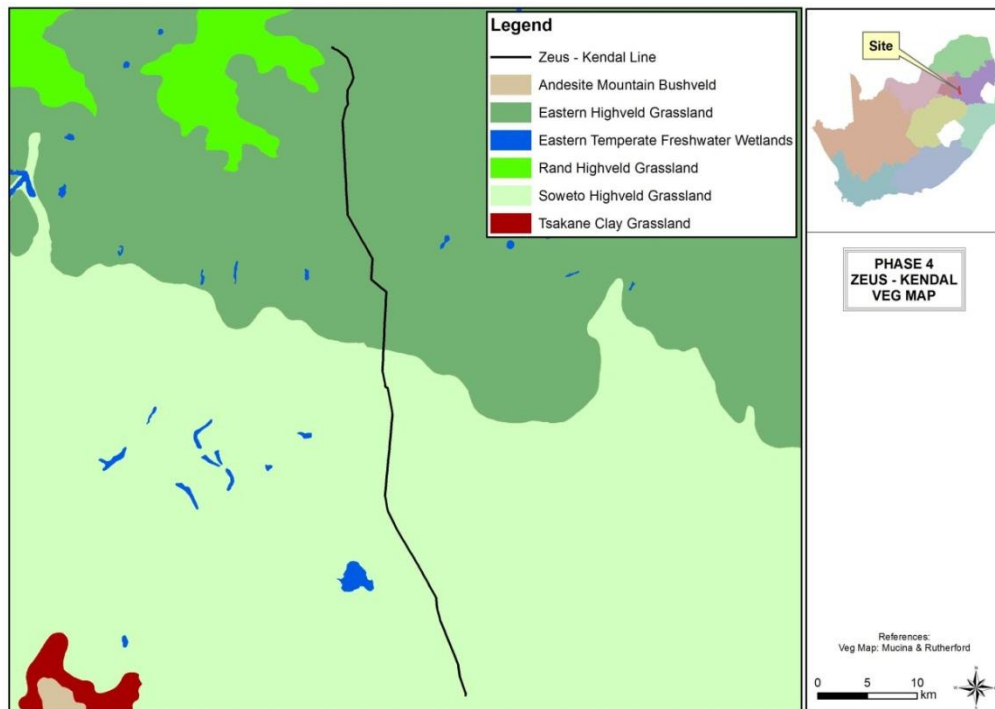 Legend
Zeus - Kendal Line
Andesite Mountain Bushveld
Eastern Highveld Grassland
Eastern Temperate Freshwater Wetlands
Rand Highveld Grassland
Soweto Highveld Grassland
Tsakane Clay Grassland
Site
PHASE 4
ZEUS - KENDAL
VEG MAP
References:
Veg Map: Mucina & Rutherford
0 5 10
km